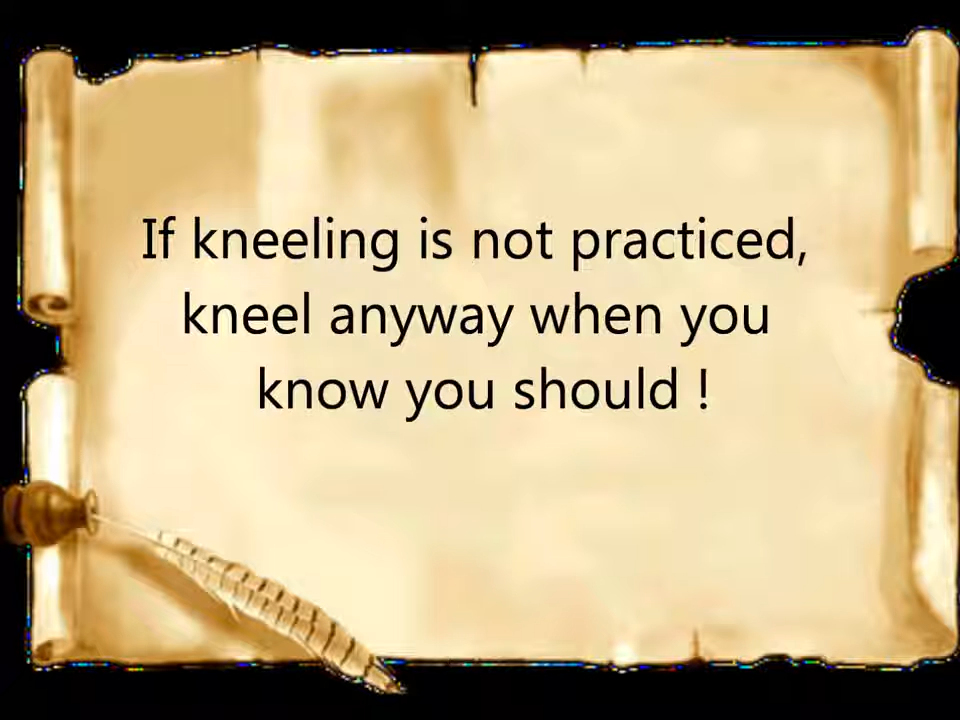 If kneeling is not practiced,
kneel anyway when you
know you should !